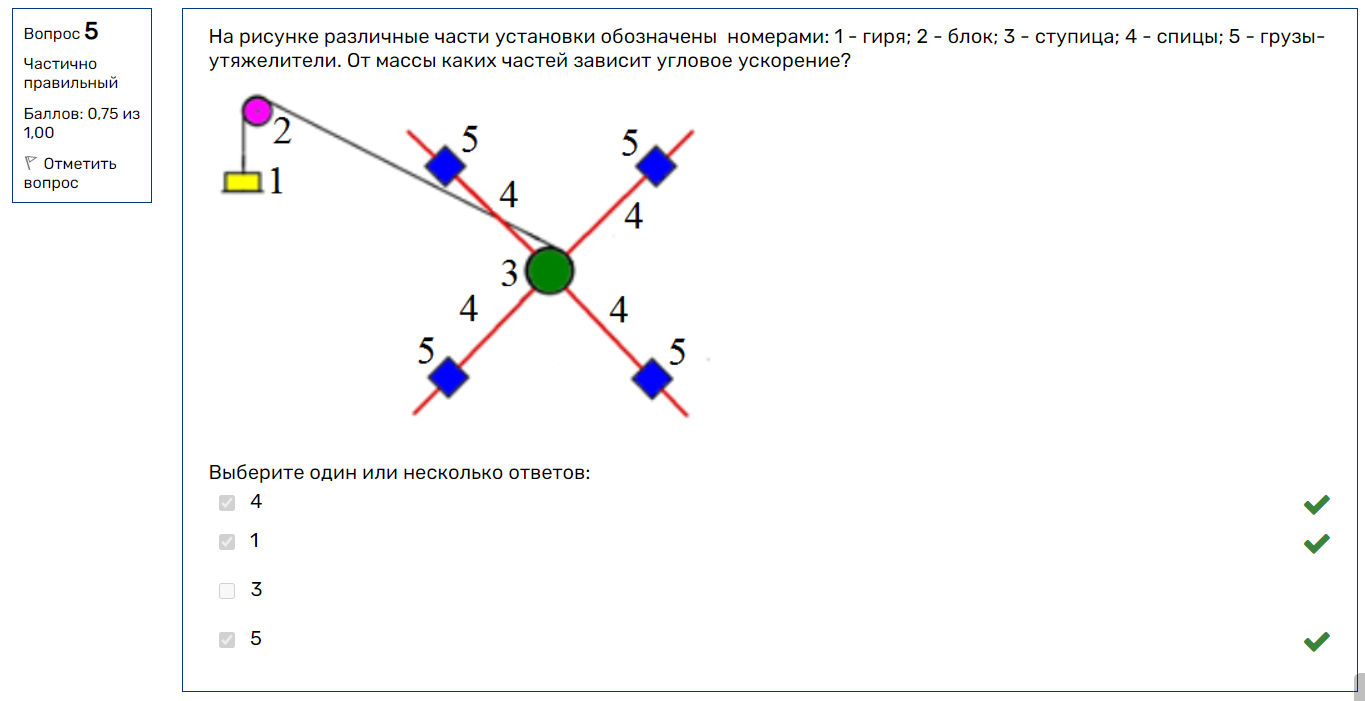 Вопрос 5
Частично
правильный
Баллов: 0,75 из
1,00
Отметить
вопрос
На рисунке различные части установки обозначены номерами: 1 - гиря; 2 - блок; 3 - ступица; 4 - спицы; 5 - грузы-
утяжелители. От массы каких частей зависит угловое ускорение?
2
1
5
5
4
4
3
4
4
5
5
Выберите один или несколько ответов:
4
1
3
5